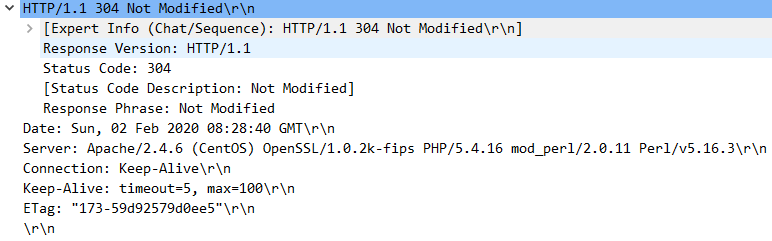 HTTP/1.1 304 Not Modified\r\n
[Expert Info (Chat/Sequence): HTTP/1.1 304 Not Modified\r\n]
Response Version: HTTP/1.1
Status Code: 304
[Status Code Description: Not Modified]
Response Phrase: Not Modified
Date: Sun, 02 Feb 2020 08:28:40 GMT\r\n
Server: Apache/2.4.6 (CentOS) OpenSSL/1.0.2k-fips PHP/5.4.16 mod_perl/2.0.11 Perl/v5.16.3\r\n
Connection: Keep-Alive\r\n
Keep-Alive: timeout=5, max=100\r\n
ETag: "173-59d92579d0ee5"\r\n
\r\n